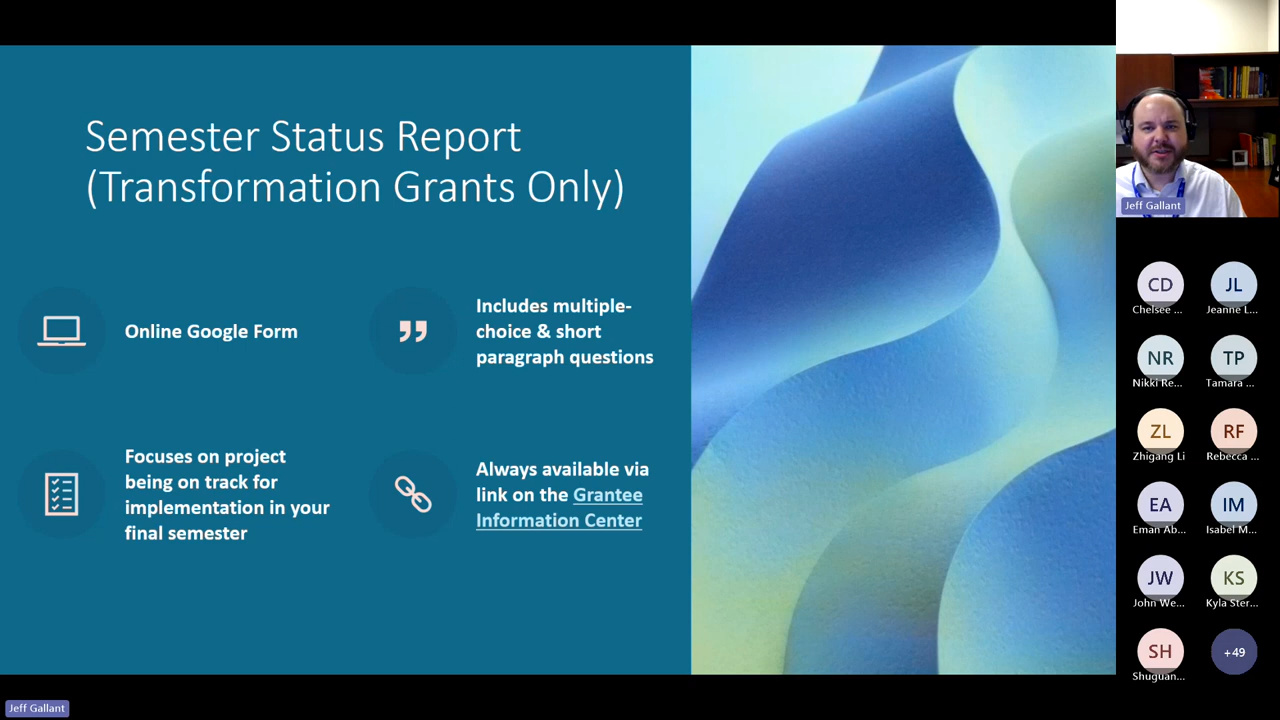 Semester Status Report
(Transformation Grants Only)
Online Google Form
Includes multiple-
choice & short
paragraph questions
Focuses on project
being on track for
implementation in your
final semester
Always available via
link on the Grantee
Information Center
Jeff Gallant
CD
Chelsee ...
JL
Jeanne L...
NR
Nikki Re...
TP
Tamara ...
ZL
Zhigang Li
RF
Rebecca ...
EA
Eman Ab...
IM
Isabel M...
JW
John We...
KS
Kyla Ster...
SH
Shuguan...
+49
Jeff Gallant